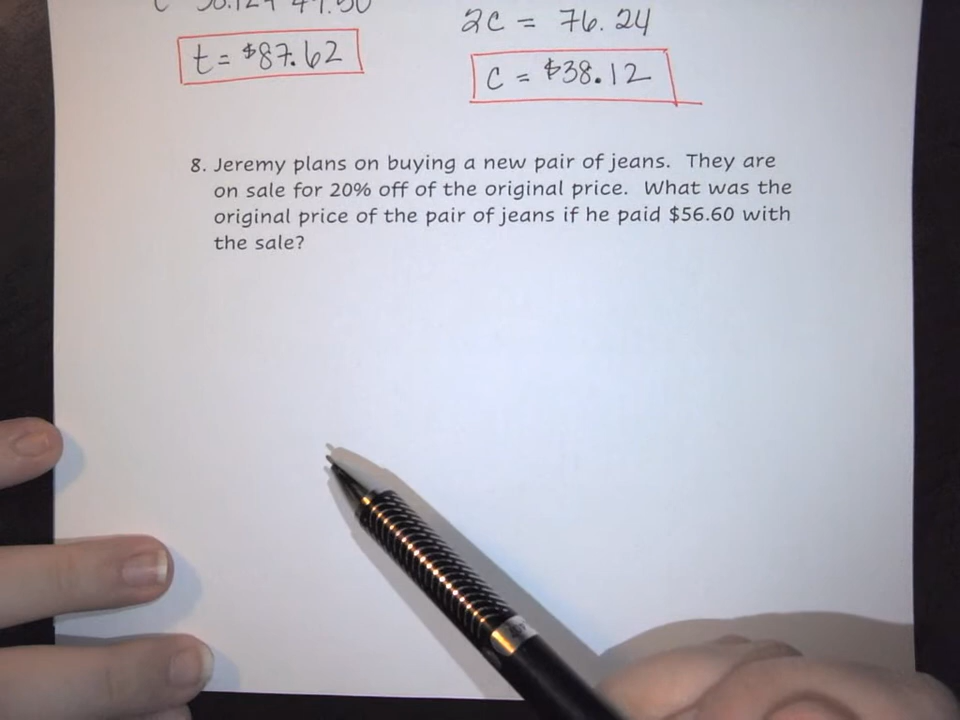 2c = 76.24
t = $87.62
c = $38.12
8. Jeremy plans on buying a new pair of jeans. They are
on sale for 20% off of the original price. What was the
original price of the pair of jeans if he paid $56.60 with
the sale?